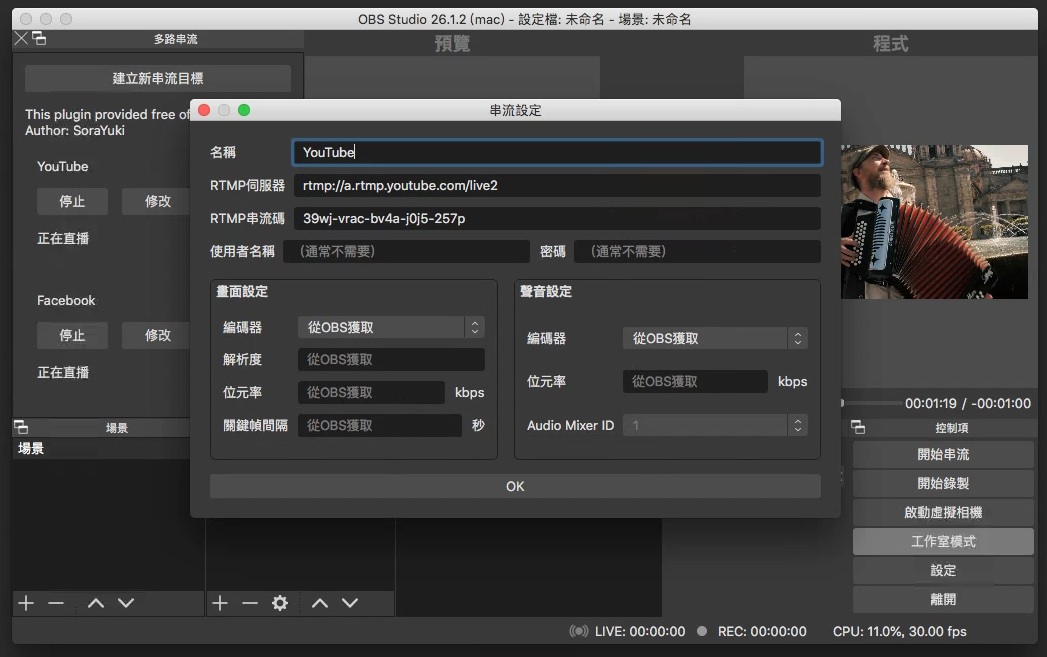 OBS Studio 26.1.2 (mac) - 設定檔: 未命名 - 場景: 未命名
多路串流
預覽
程式
建立新串流目標
This plugin provided free of
Author: SoraYuki
YouTube
停止
修改
正在直播
Facebook
停止
修改
正在直播
串流設定
名稱
YouTube
RTMP伺服器
rtmp://a.rtmp.youtube.com/live2
RTMP串流碼
39wj-vrac-bv4a-j0j5-257p
使用者名稱
(通常不需要)
密碼
(通常不需要)
畫面設定
編碼器
從OBS獲取
解析度
從OBS獲取
位元率
從OBS獲取
kbps
關鍵幀間隔
從OBS獲取
秒
聲音設定
編碼器
從OBS獲取
位元率
從OBS獲取
kbps
Audio Mixer ID
1
OK
00:01:19 / -00:01:00
場景
場景
控制項
開始串流
開始錄製
啟動虛擬相機
工作室模式
設定
離開
LIVE: 00:00:00
REC: 00:00:00
CPU: 11.0%, 30.00 fps